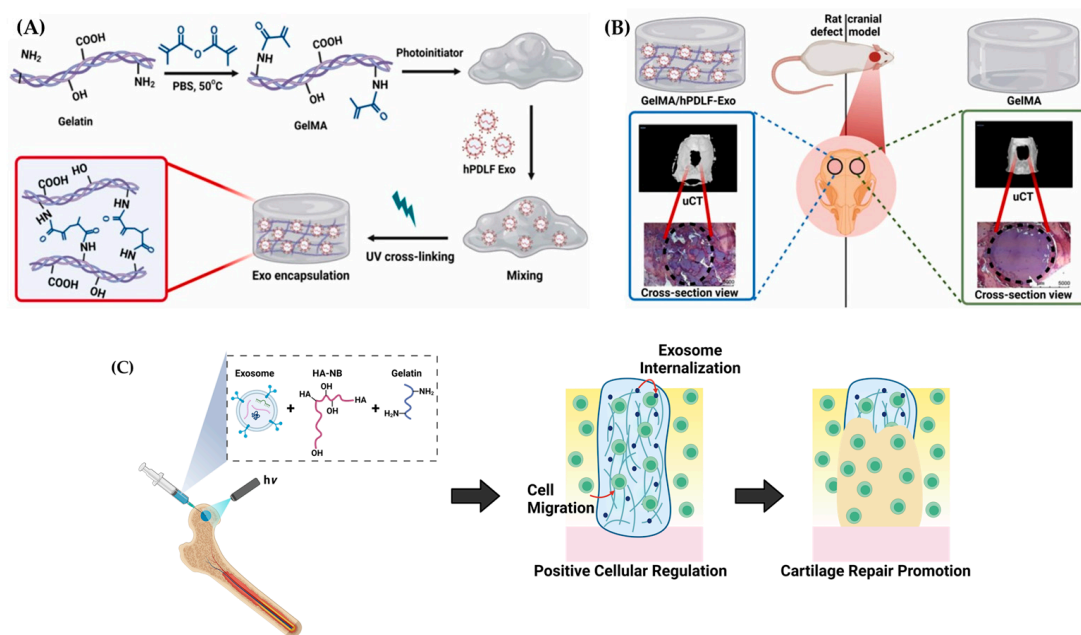 (A)
COOH
NH₂
OH
NH₂
Gelatin
O
O
O
PBS, 50°C
O
NH
COOH
OH
NH
O
GelMA
Photoinitiator
hPDLF Exo
Mixing
UV cross-linking
Exo encapsulation
HO
COOH
HN
HN
O
O
O
O
NH
HN
COOH
OH
(B)
Rat cranial
defect model
GelMA/hPDLF-Exo
GelMA
uCT
uCT
Cross-section view
Cross-section view
5000
(C)
Exosome
HA-NB
Gelatin
HA
OH
OH
HA
OH
+
+
NH₂
H₂N
hν
Exosome
Internalization
Cell
Migration
Positive Cellular Regulation
Cartilage Repair Promotion